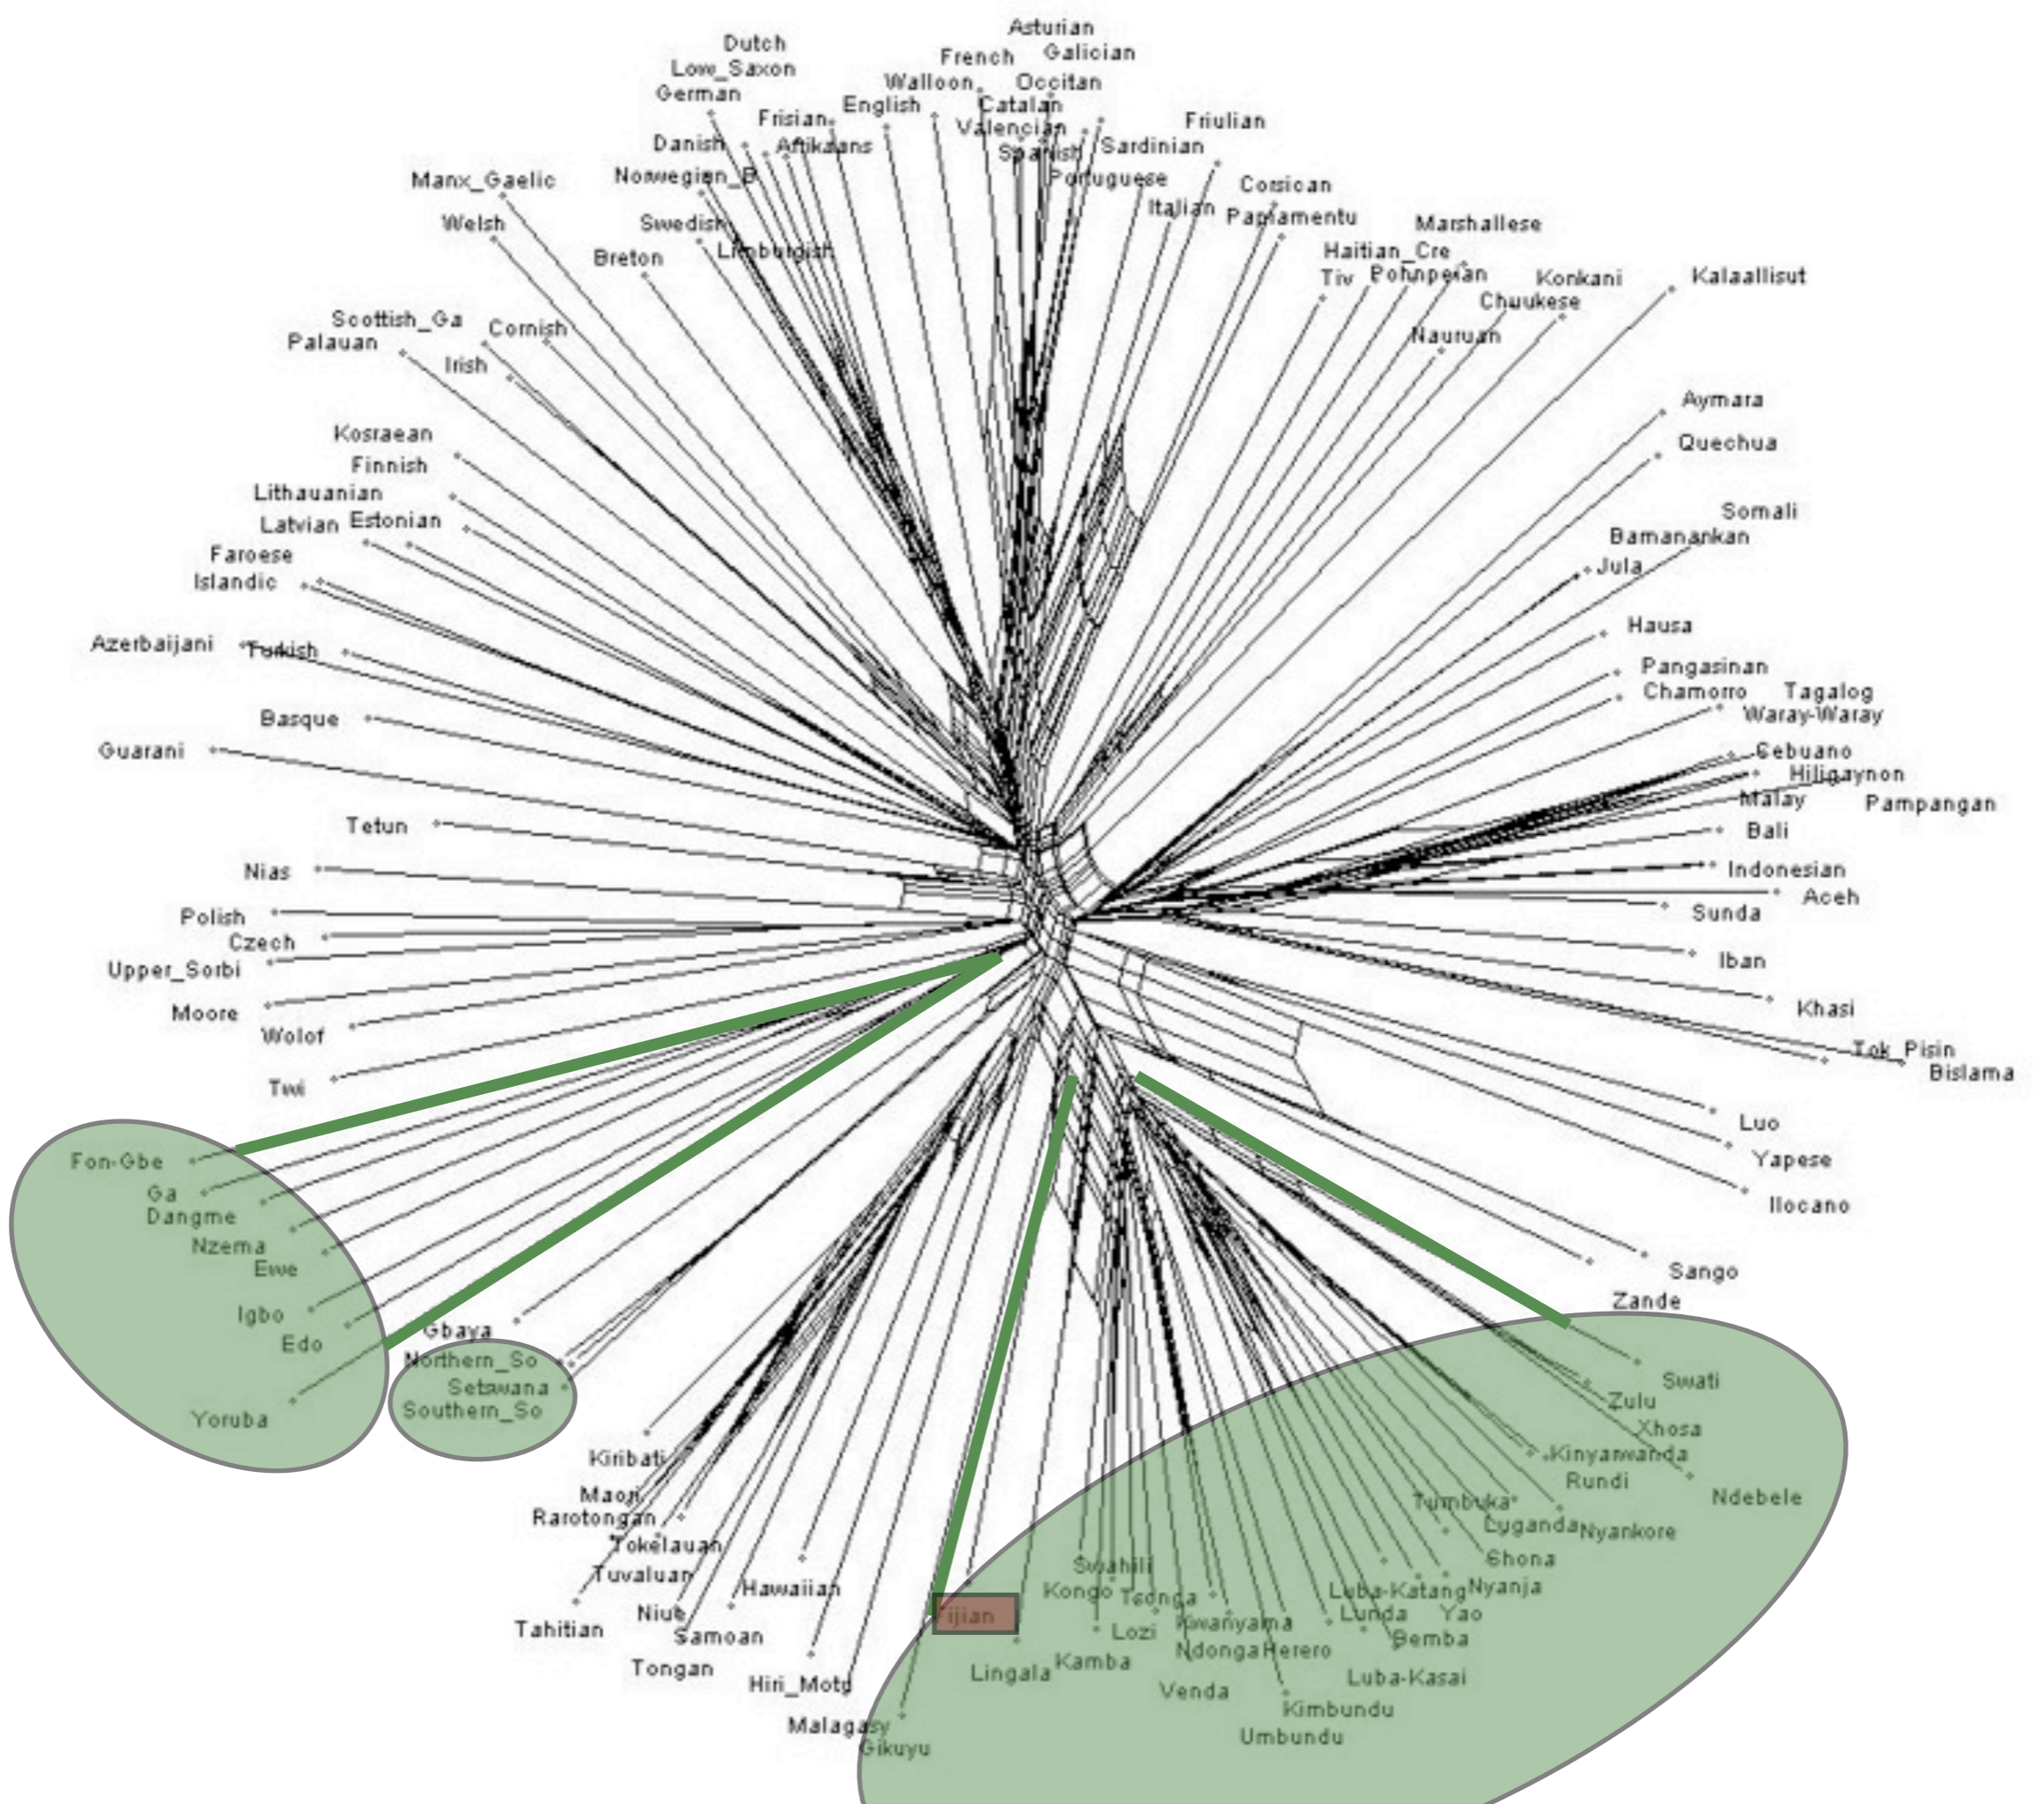 Asturian
Dutch
French
Galician
Low_Saxon
Walloon
Occitan
German
English
Catalan
Frisian
Friulian
Valencian
Danish
Afrikaans
Sardinian
Spanish
Norwegian_B
Portuguese
Manx_Gaelic
Corsican
Italian
Papiamentu
Welsh
Swedish
Marshallese
Limburgish
Haitian_Cre
Breton
Tiv
Pohnpeian
Konkani
Kalaallisut
Chuukese
Scottish_Ga
Cornish
Nauruan
Palauan
Irish
Aymara
Kosraean
Quechua
Finnish
Lithauanian
Somali
Latvian
Estonian
Bamanankan
Faroese
Jula
Islandic
Hausa
Azerbaijani
Turkish
Pangasinan
Chamorro
Tagalog
Basque
Waray-Waray
Guarani
Cebuano
Hiligaynon
Malay
Pampangan
Tetun
Bali
Nias
Indonesian
Aceh
Polish
Sunda
Czech
Iban
Upper_Sorbi
Moore
Khasi
Wolof
Tok_Pisin
Bislama
Twi
Luo
Fon-Gbe
Yapese
Ga
Ilocano
Dangme
Nzema
Ewe
Sango
Igbo
Zande
Edo
Gbaya
Northern_So
Setswana
Swati
Southern_So
Zulu
Yoruba
Xhosa
Kiribati
Kinyarwanda
Rundi
Maori
Ndebele
Rarotongan
Tumbuka
Luganda
Nyankore
Tokelauan
Shona
Tuvaluan
Swahili
Hawaiian
Kongo
Tsonga
Luba-Katang
Nyanja
Niue
Fijian
Lunda
Yao
Tahitian
Samoan
Lozi
Kwanyama
Bemba
Tongan
Ndonga
Herero
Lingala
Kamba
Luba-Kasai
Hiri_Motu
Venda
Kimbundu
Malagasy
Umbundu
Gikuyu